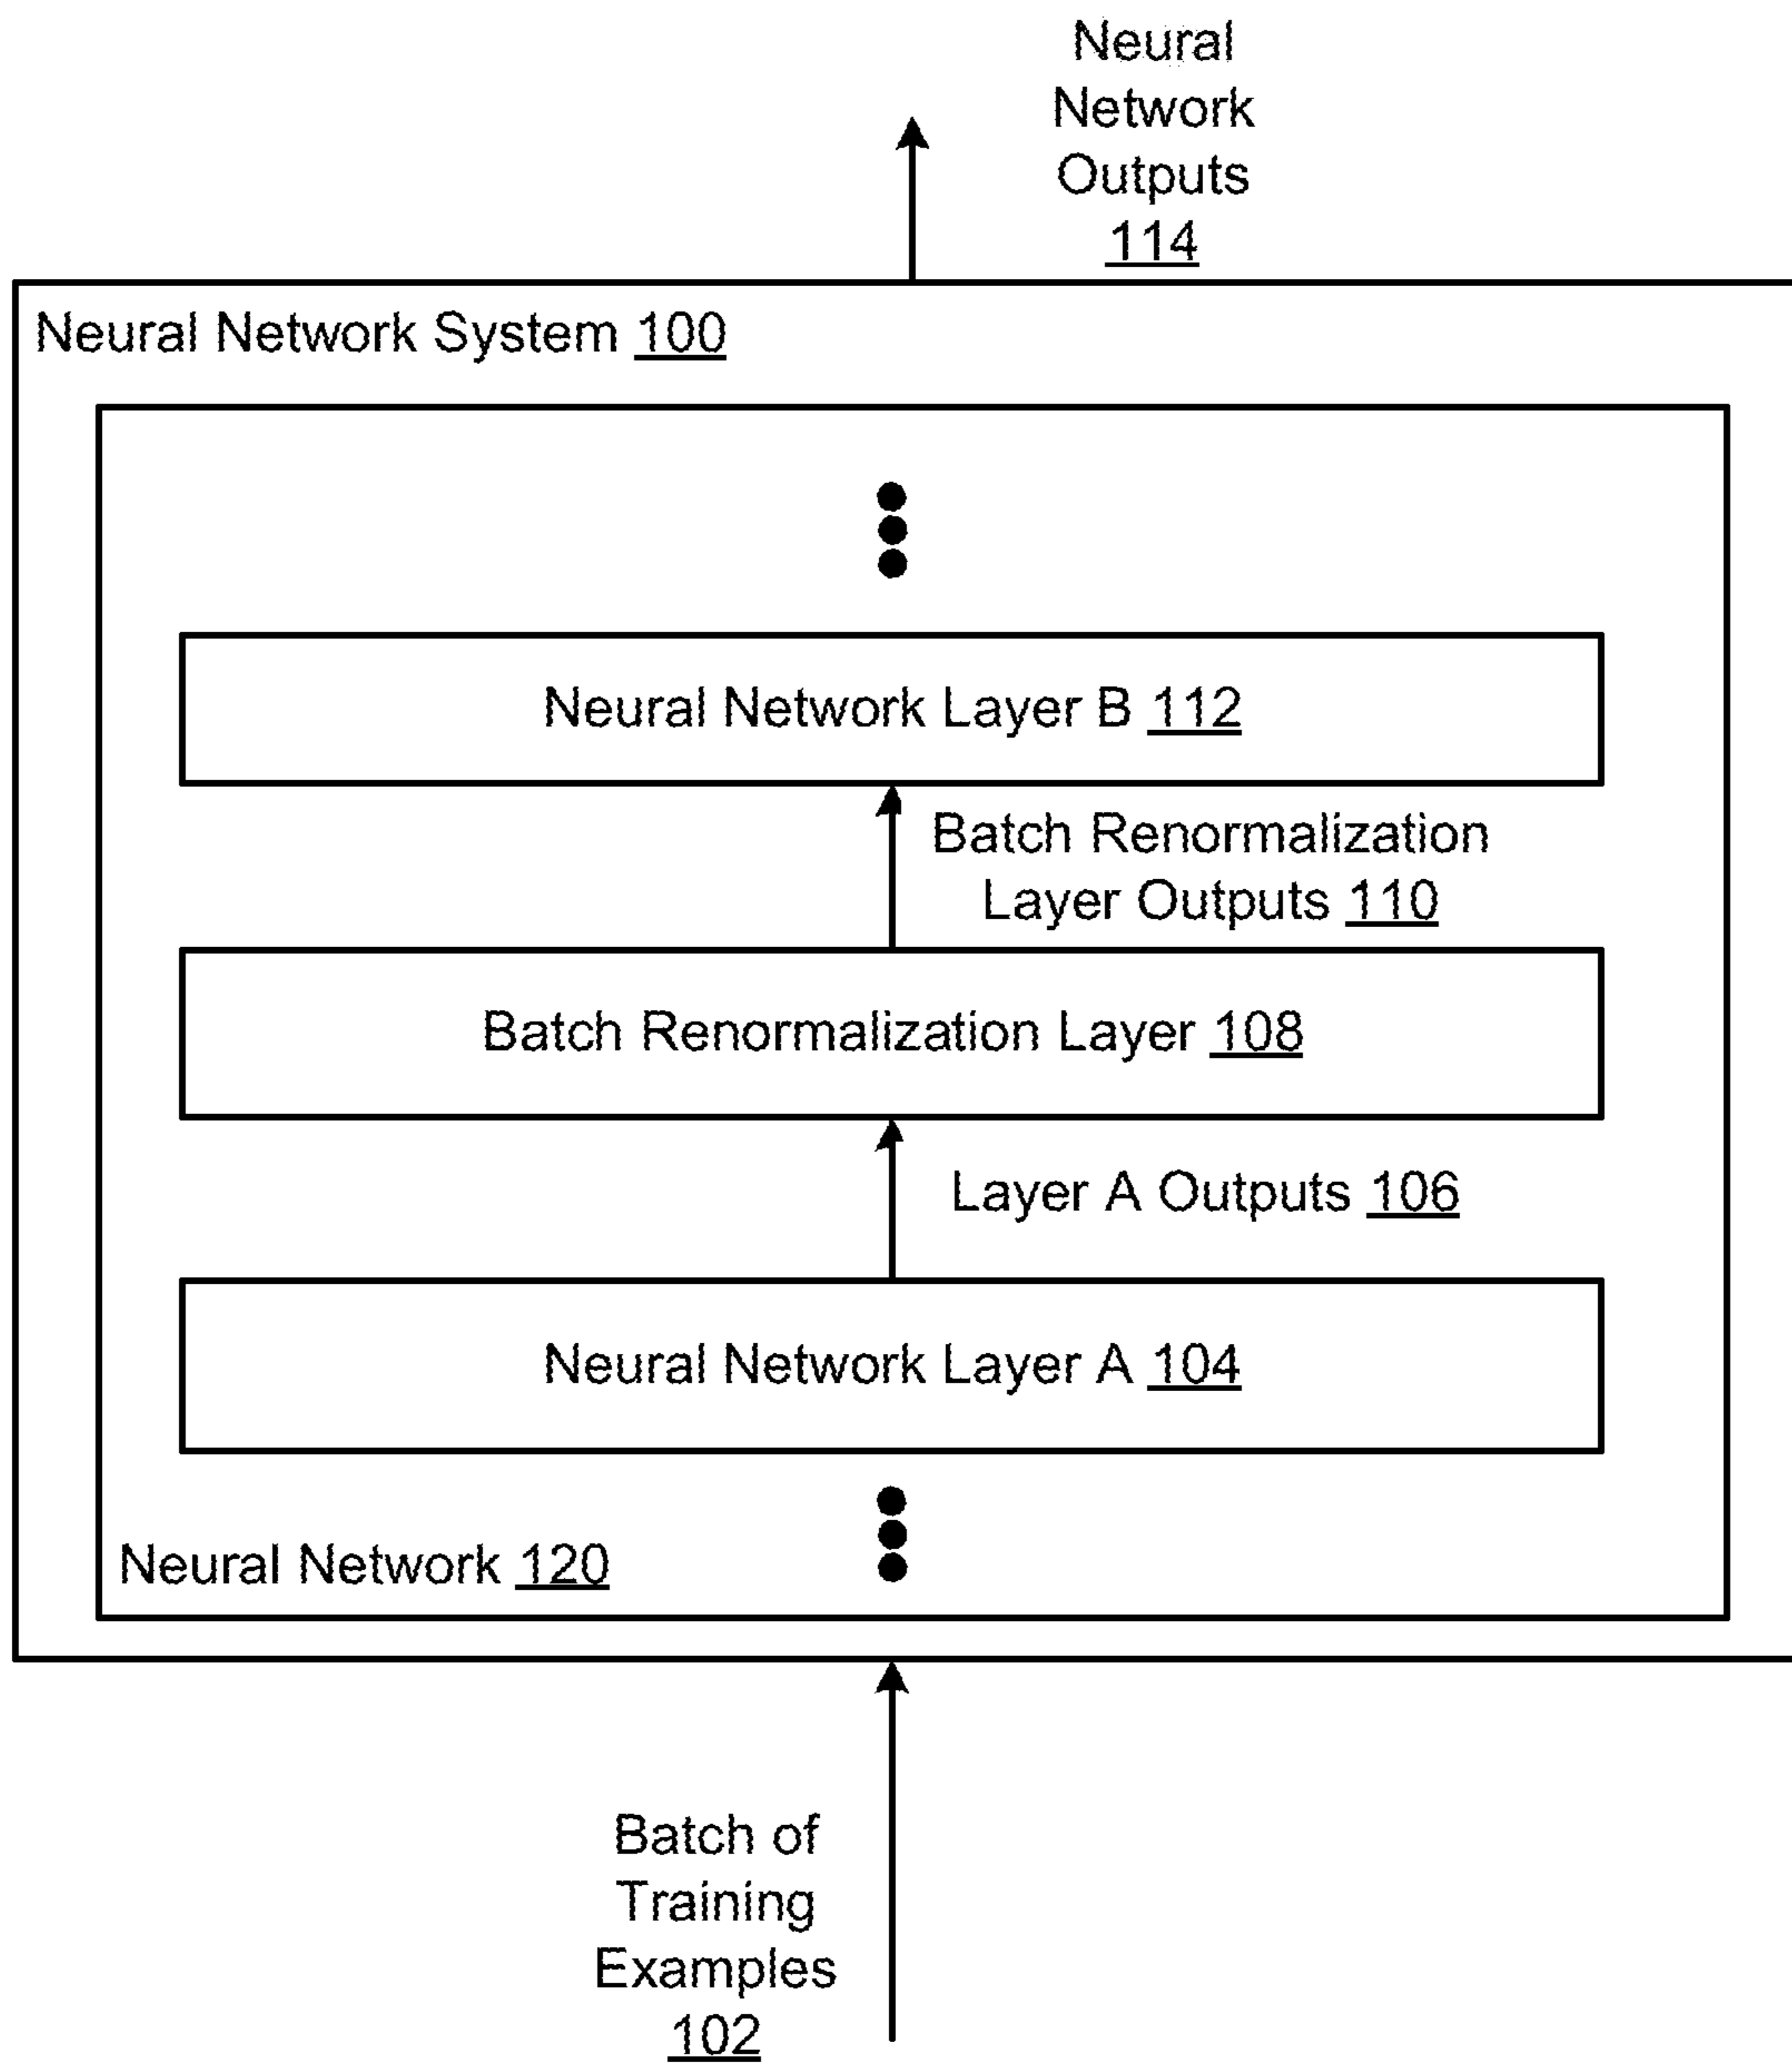 Neural
Network
Outputs
114
Neural Network System 100
Neural Network Layer B 112
Batch Renormalization
Layer Outputs 110
Batch Renormalization Layer 108
Layer A Outputs 106
Neural Network Layer A 104
Neural Network 120
Batch of
Training
Examples
102